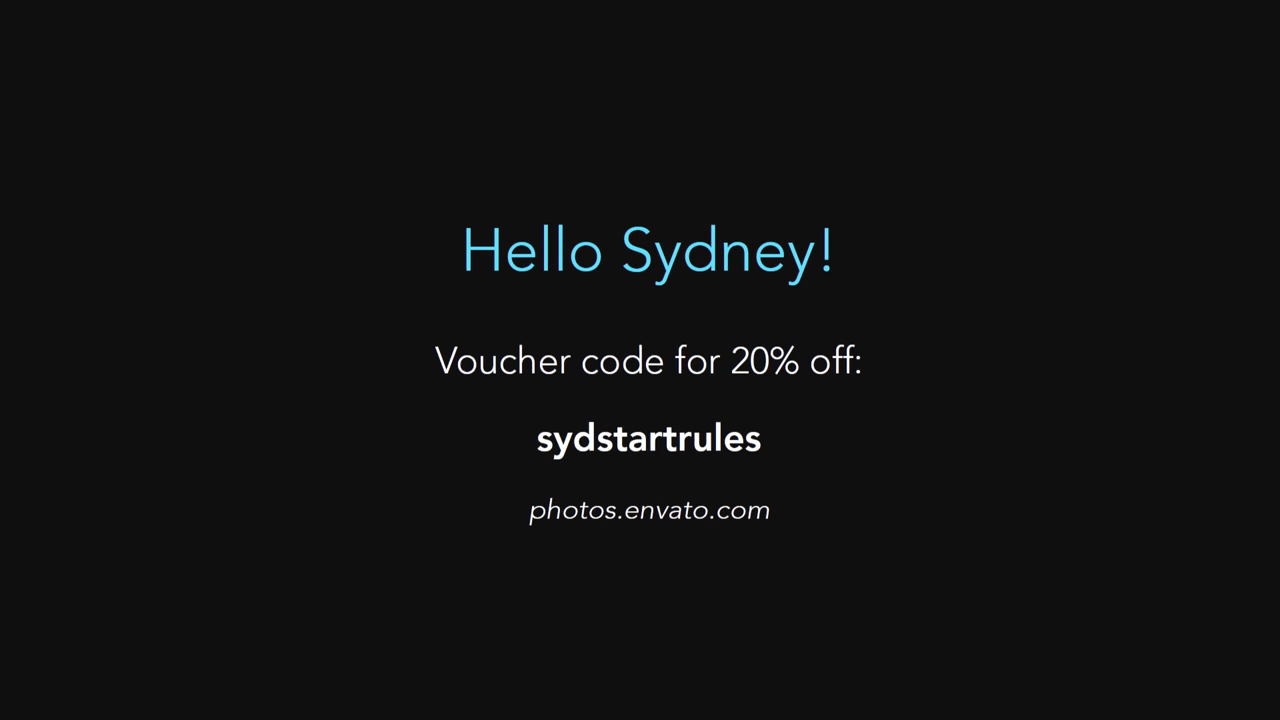 Hello Sydney!
Voucher code for 20% off:
sydstartrules
photos.envato.com